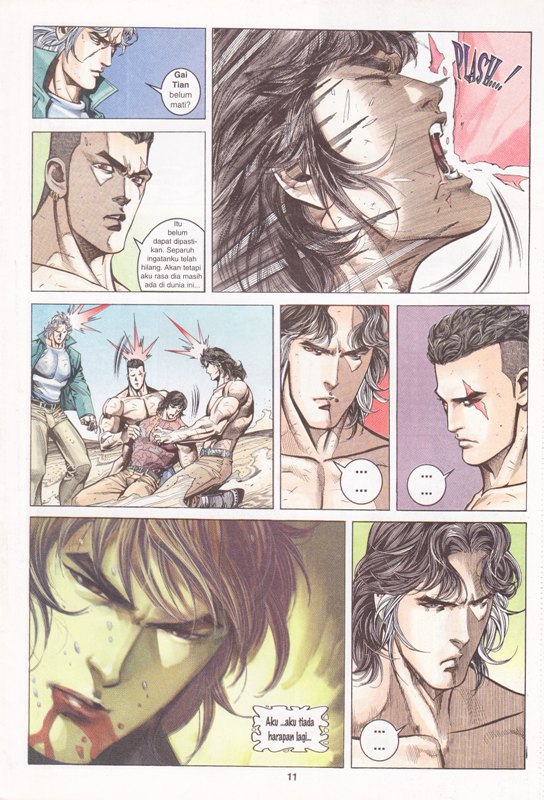 Gai
Tian
belum
mati?
PLASH...!
Itu
belum
dapat dipasti-
kan. Separuh
ingatanku telah
hilang. Akan tetapi
aku rasa dia masih
ada di dunia ini...
...
...
...
...
Aku ...aku tiada
harapan lagi...
...
...
11